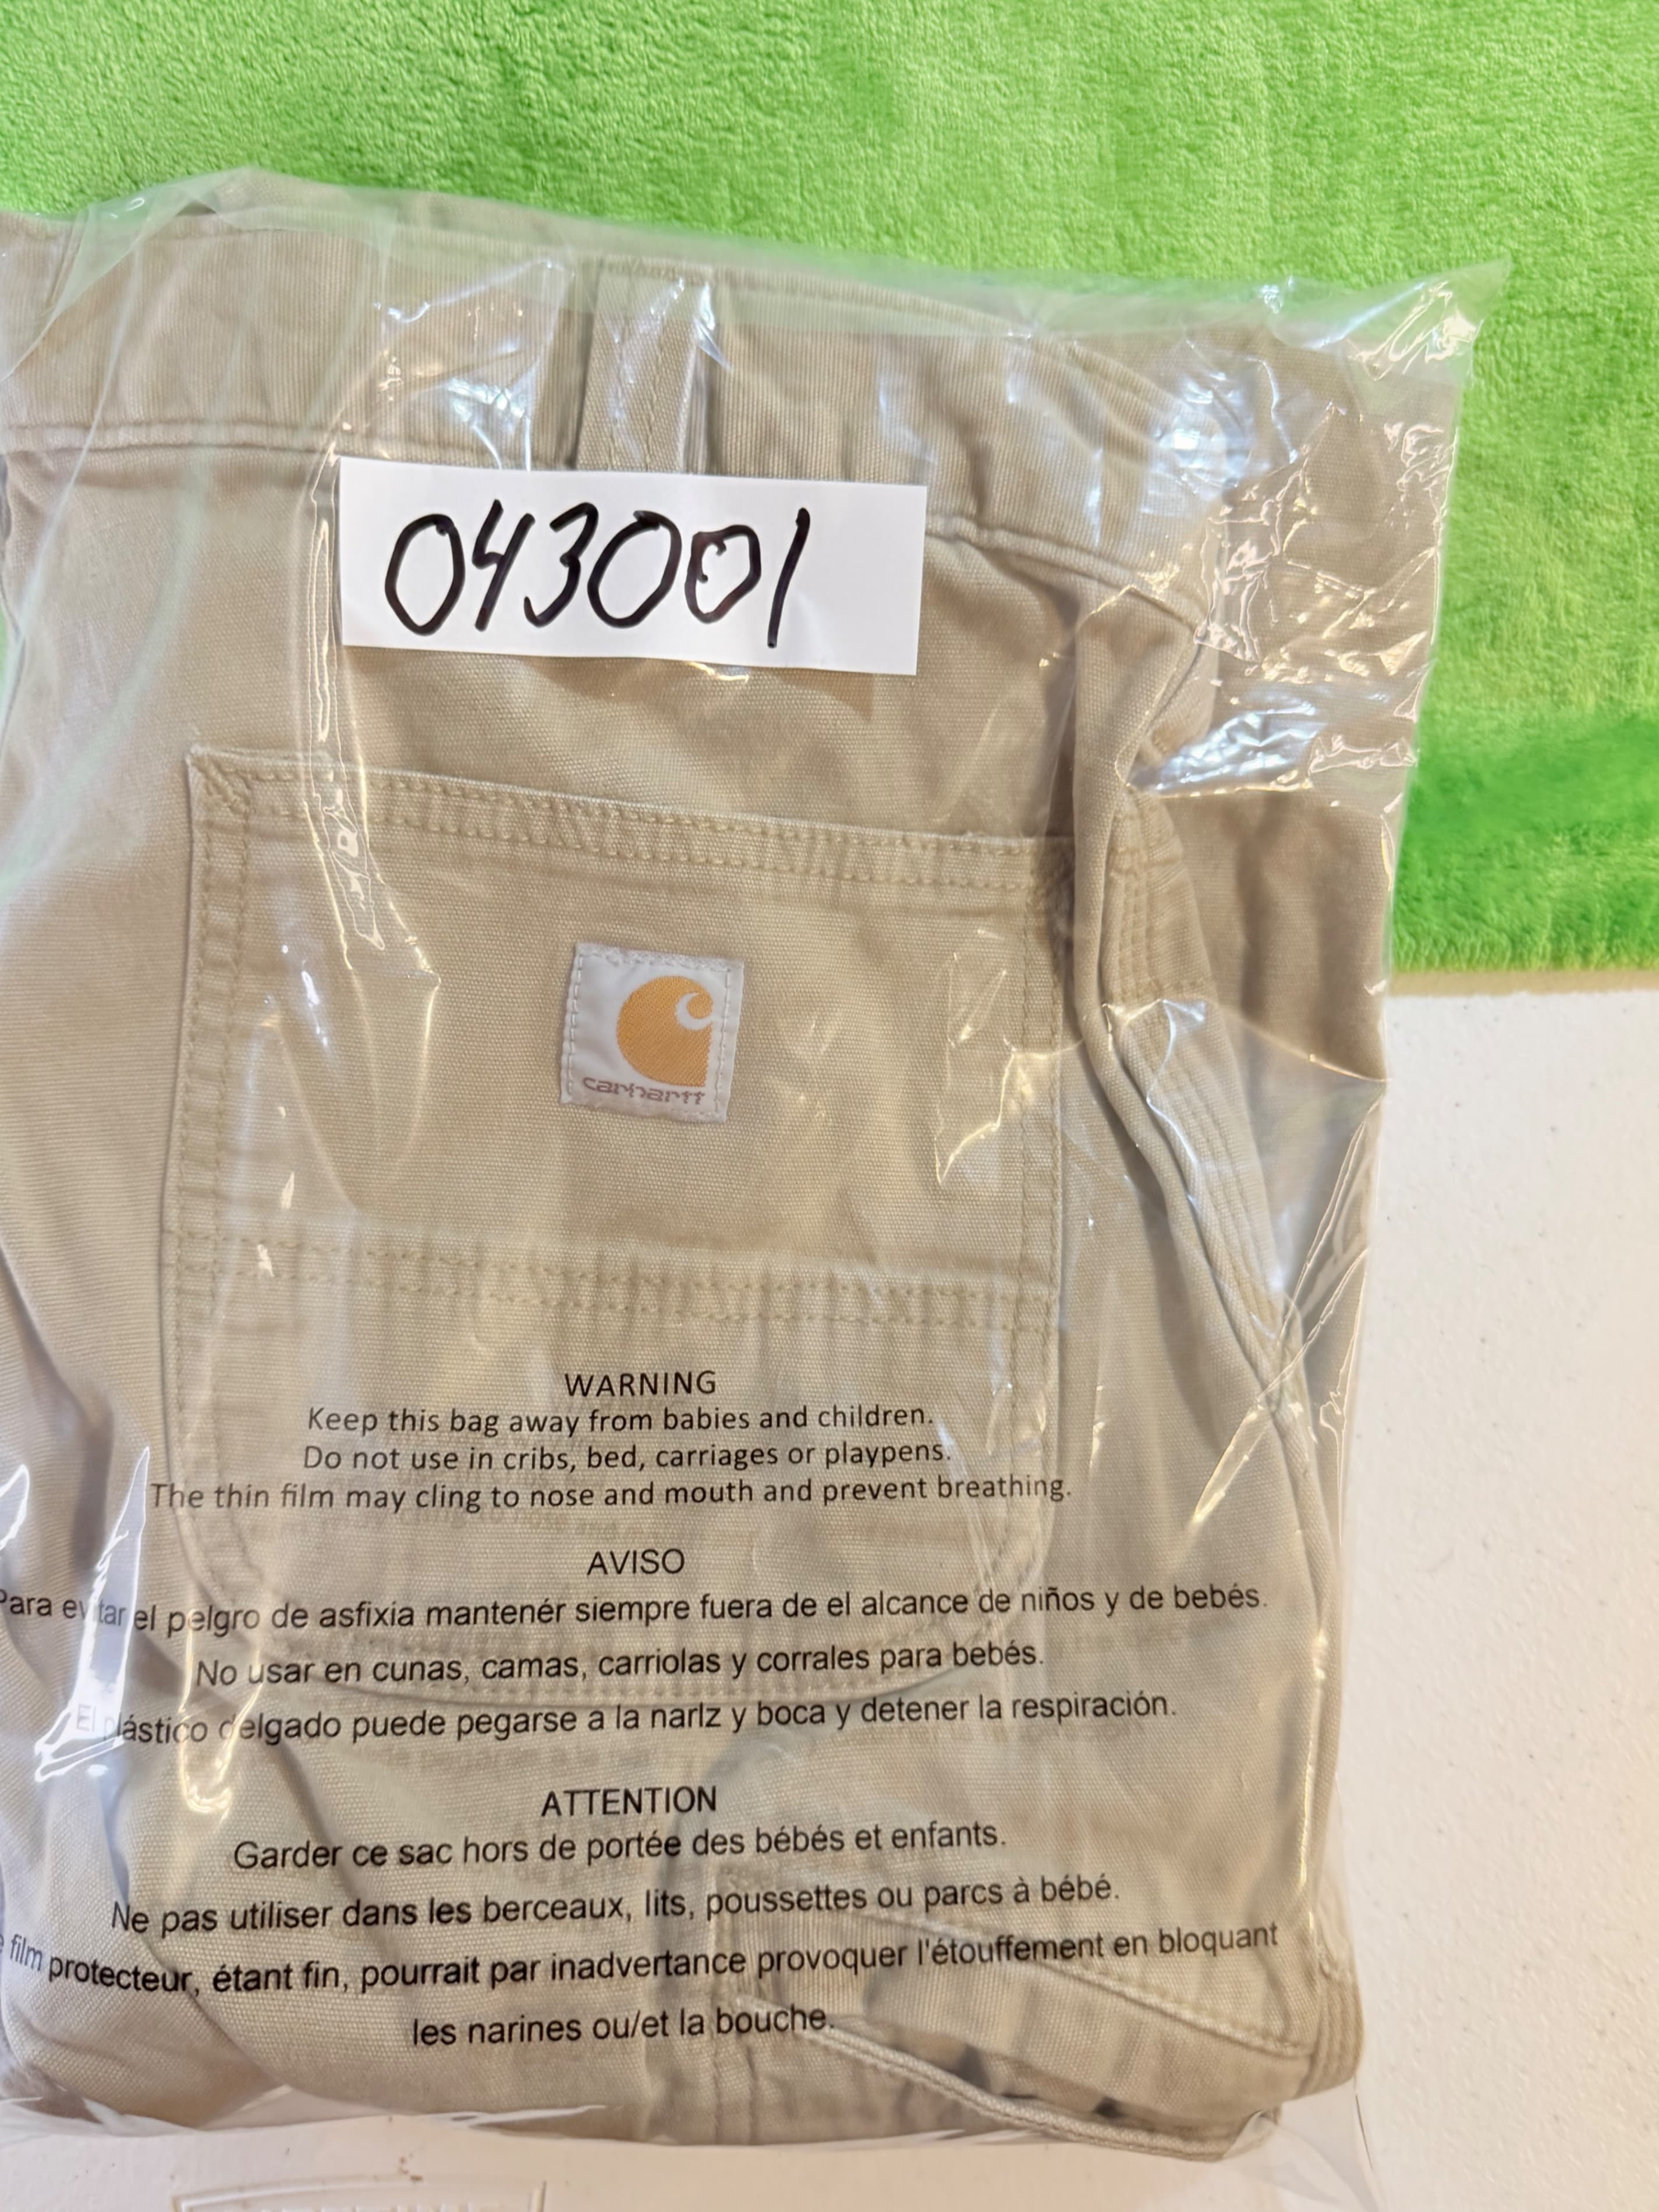 043001
carhartt
WARNING
Keep this bag away from babies and children.
Do not use in cribs, bed, carriages or playpens.
The thin film may cling to nose and mouth and prevent breathing.
AVISO
Para evitar el pelgro de asfixia mantenér siempre fuera de el alcance de niños y de bebés.
No usar en cunas, camas, carriolas y corrales para bebés.
El plástico delgado puede pegarse a la narlz y boca y detener la respiración.
ATTENTION
Garder ce sac hors de portée des bébés et enfants.
Ne pas utiliser dans les berceaux, lits, poussettes ou parcs à bébé.
film protecteur, étant fin, pourrait par inadvertance provoquer l'étouffement en bloquant
les narines ou/et la bouche.